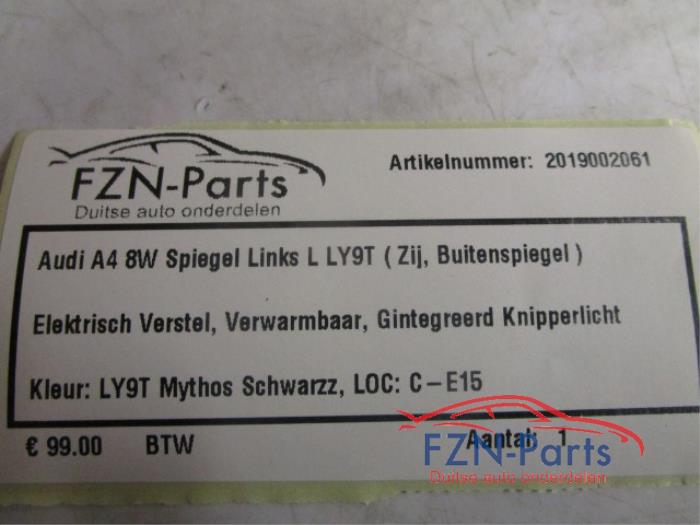 FZN-Parts
Duitse auto onderdelen
Artikelnummer: 2019002061
Audi A4 8W Spiegel Links L LY9T ( Zij, Buitenspiegel )
Elektrisch Verstel, Verwarmbaar, Gintegreerd Knipperlicht
Kleur: LY9T Mythos Schwarzz, LOC: C-E15
€ 99.00 BTW Aantal: 1
FZN-Parts
Duitse auto onderdelen